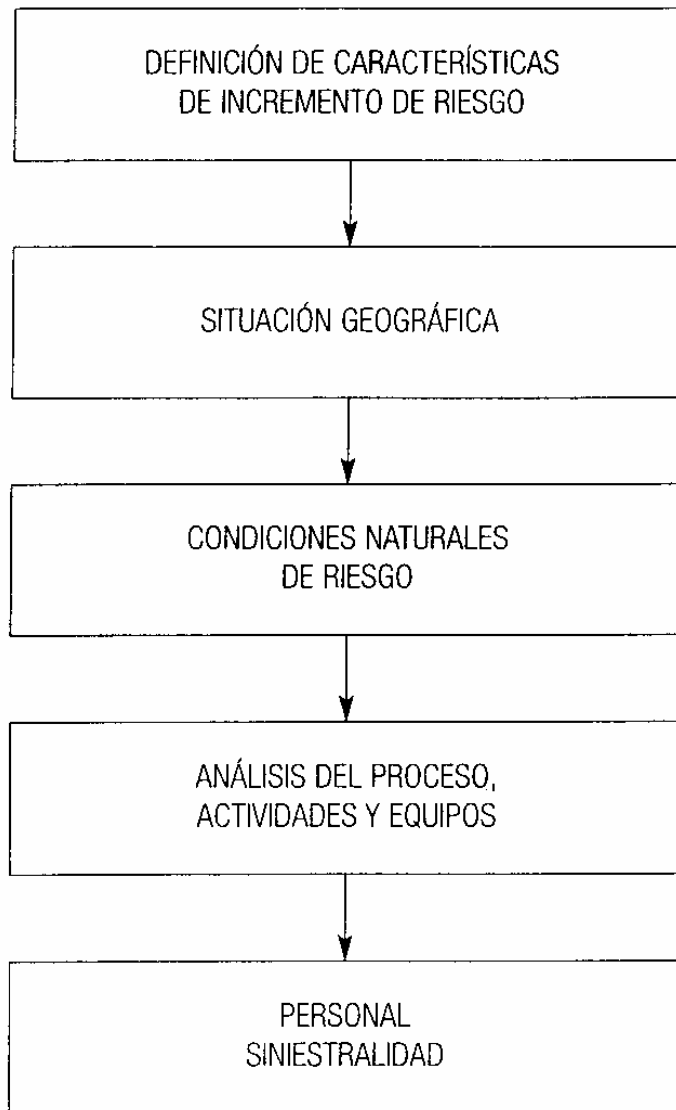 DEFINICIÓN DE CARACTERÍSTICAS
DE INCREMENTO DE RIESGO
SITUACIÓN GEOGRÁFICA
CONDICIONES NATURALES
DE RIESGO
ANÁLISIS DEL PROCESO,
ACTIVIDADES Y EQUIPOS
PERSONAL
SINIESTRALIDAD